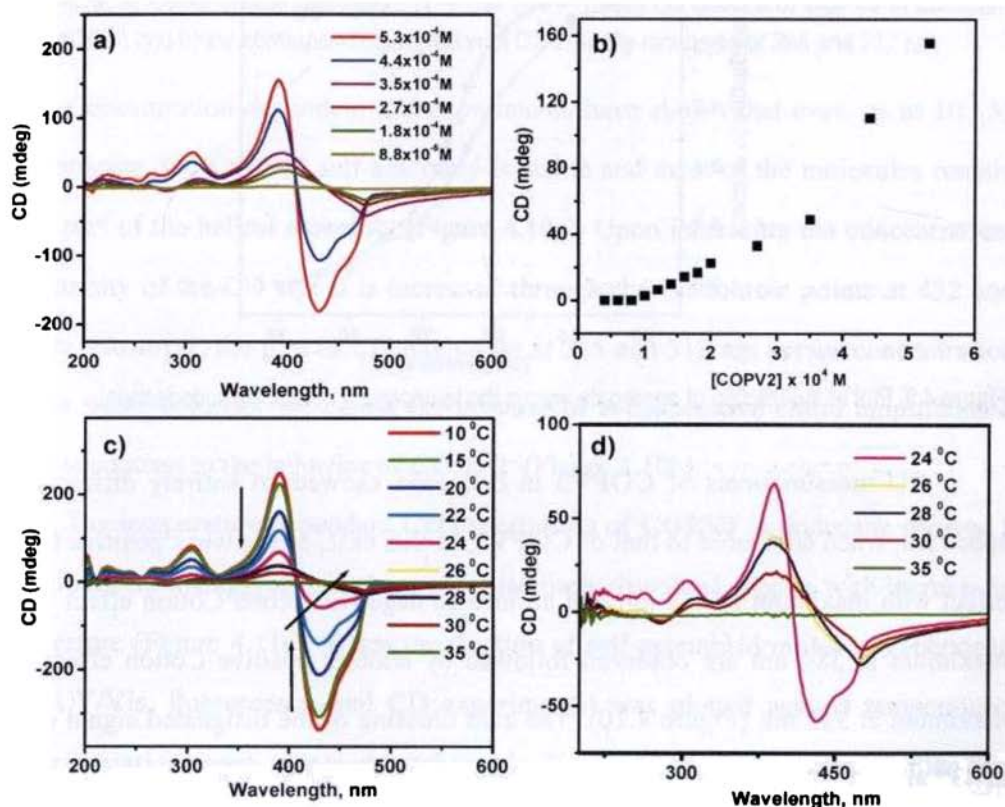 a)
CD (mdeg)
200
100
0
-100
-200
5.3x10⁻⁴M
4.4x10⁻⁴M
3.5x10⁻⁴M
2.7x10⁻⁴M
1.8x10⁻⁴M
8.8x10⁻⁵M
200 300 400 500 600
Wavelength, nm
b)
CD (mdeg)
160
120
80
40
0
0 1 2 3 4 5 6
[COPV2] x 10⁴ M
c)
CD (mdeg)
200
0
-200
10 °C
15 °C
20 °C
22 °C
24 °C
26 °C
28 °C
30 °C
35 °C
200 300 400 500 600
Wavelength, nm
d)
CD (mdeg)
100
50
0
-50
24 °C
26 °C
28 °C
30 °C
35 °C
300 450 600
Wavelength, nm